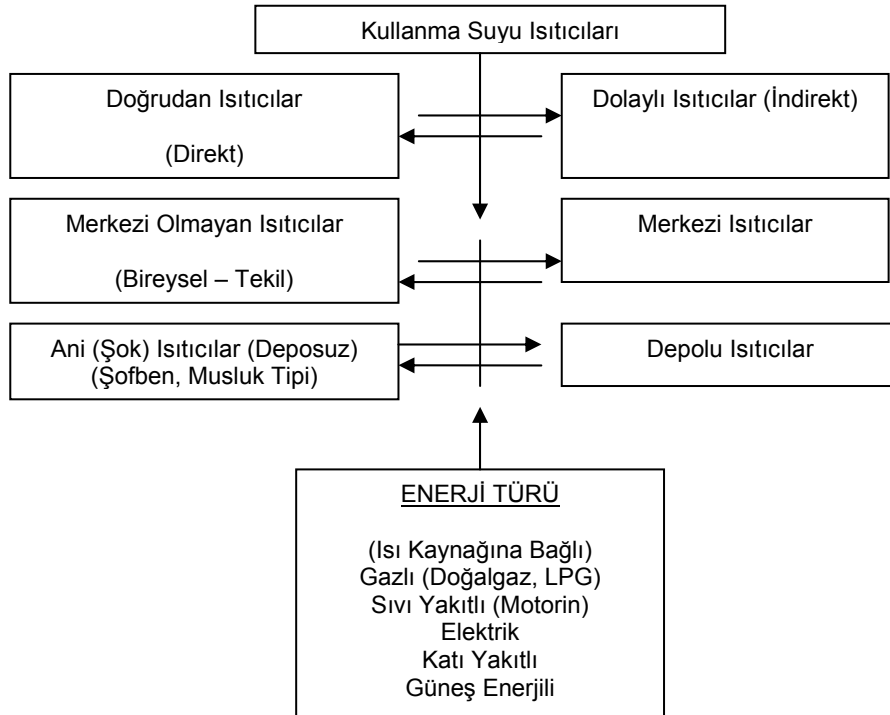 Kullanma Suyu Isıtıcıları
Doğrudan Isıtıcılar
(Direkt)
Dolaylı Isıtıcılar (İndirekt)
Merkezi Olmayan Isıtıcılar
(Bireysel – Tekil)
Merkezi Isıtıcılar
Ani (Şok) Isıtıcılar (Deposuz)
(Şofben, Musluk Tipi)
Depolu Isıtıcılar
ENERJİ TÜRÜ
(Isı Kaynağına Bağlı)
Gazlı (Doğalgaz, LPG)
Sıvı Yakıtlı (Motorin)
Elektrik
Katı Yakıtlı
Güneş Enerjili